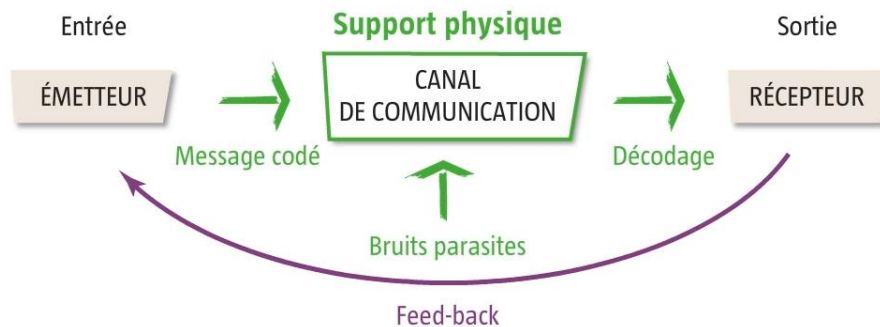 Entrée
Support physique
Sortie
ÉMETTEUR
CANAL
DE COMMUNICATION
RÉCEPTEUR
Message codé
Décodage
Bruits parasites
Feed-back